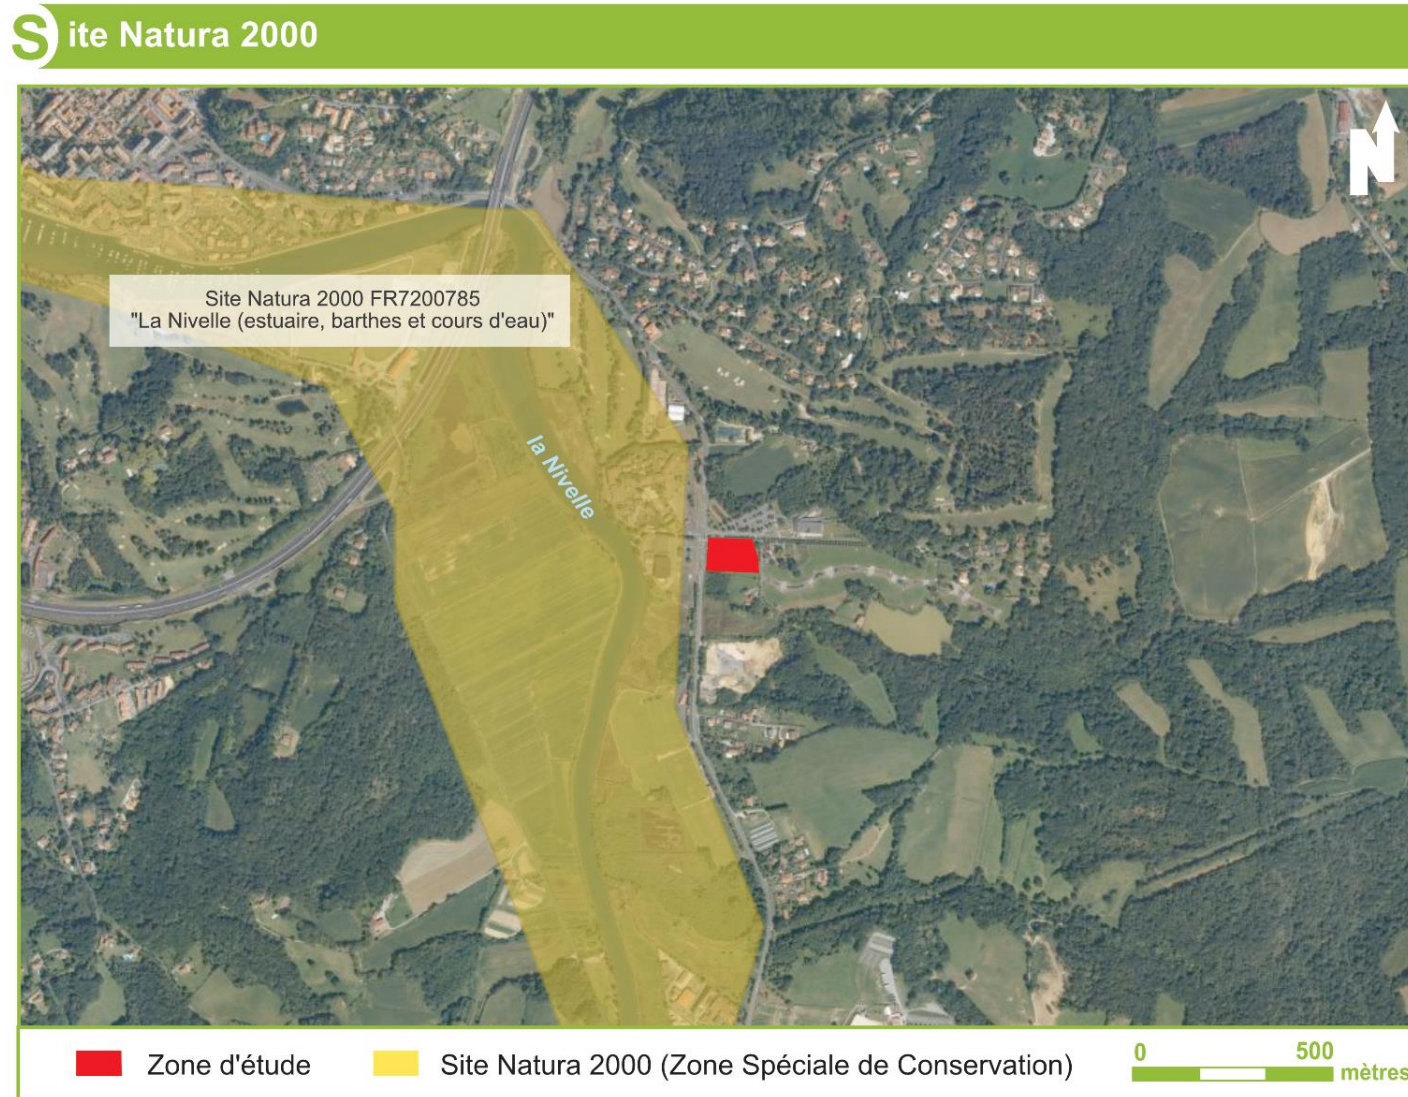 Site Natura 2000
N
Site Natura 2000 FR7200785
"La Nivelle (estuaire, barthes et cours d'eau)"
la Nivelle
Zone d'étude
Site Natura 2000 (Zone Spéciale de Conservation)
0 500
mètres